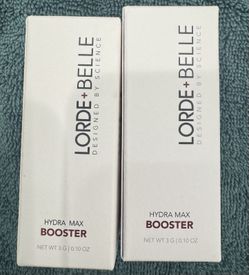 LORDE+BELLE
DESIGNED BY SCIENCE
HYDRA MAX
BOOSTER
NET WT 3 G | 0.10 OZ
LORDE+BELLE
DESIGNED BY SCIENCE
HYDRA MAX
BOOSTER
NET WT 3 G | 0.10 OZ